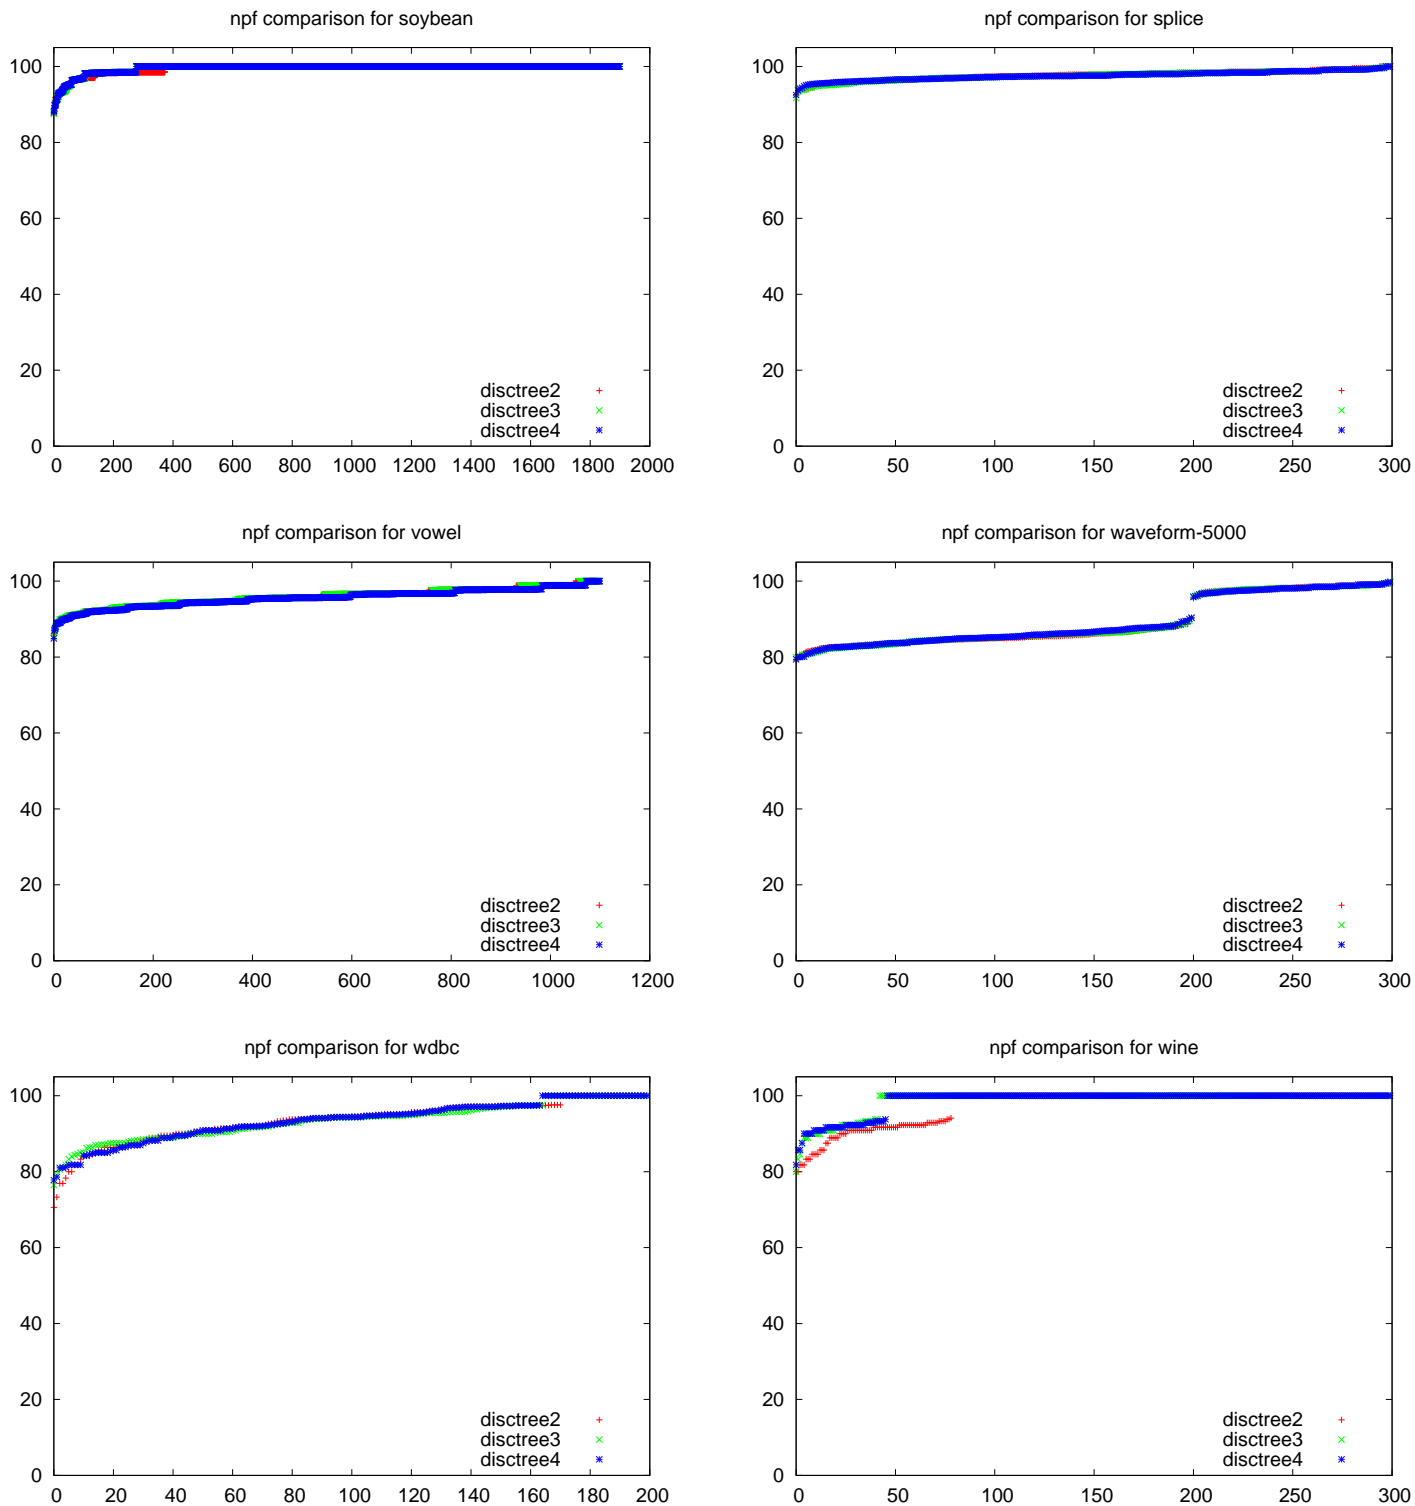 npf comparison for soybean
100
80
60
40
20
0
disctree2
disctree3
disctree4
0 200 400 600 800 1000 1200 1400 1600 1800 2000
npf comparison for splice
100
80
60
40
20
0
disctree2
disctree3
disctree4
0 50 100 150 200 250 300
npf comparison for vowel
100
80
60
40
20
0
disctree2
disctree3
disctree4
0 200 400 600 800 1000 1200
npf comparison for waveform-5000
100
80
60
40
20
0
disctree2
disctree3
disctree4
0 50 100 150 200 250 300
npf comparison for wdbc
100
80
60
40
20
0
disctree2
disctree3
disctree4
0 20 40 60 80 100 120 140 160 180 200
npf comparison for wine
100
80
60
40
20
0
disctree2
disctree3
disctree4
0 50 100 150 200 250 300